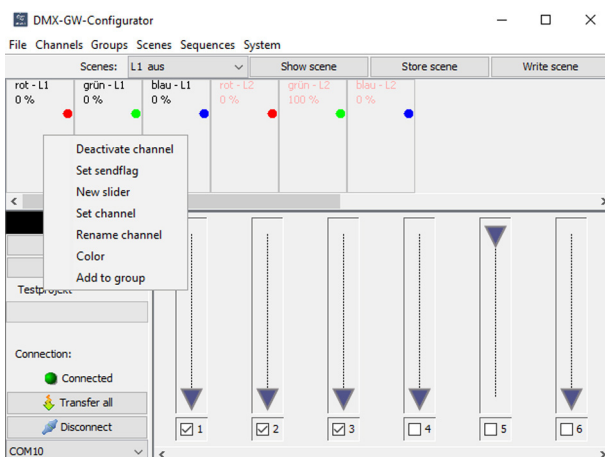 DMX-GW-Configurator
File Channels Groups Scenes Sequences System
Scenes: L1 aus Show scene Store scene Write scene
rot - L1 grün - L1 blau - L1 rot - L2 grün - L2 blau - L2
0 % 0 % 0 % 0 % 100 % 0 %
Deactivate channel
Set sendflag
New slider
Set channel
Rename channel
Color
Add to group
Testprojekt
Connection:
Connected
Transfer all
Disconnect
1 2 3 4 5 6
COM10